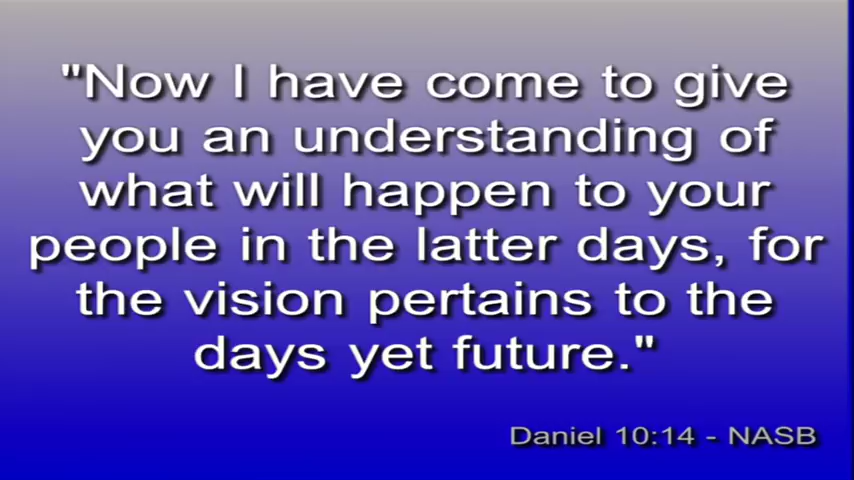 "Now I have come to give
you an understanding of
what will happen to your
people in the latter days, for
the vision pertains to the
days yet future."
Daniel 10:14 - NASB